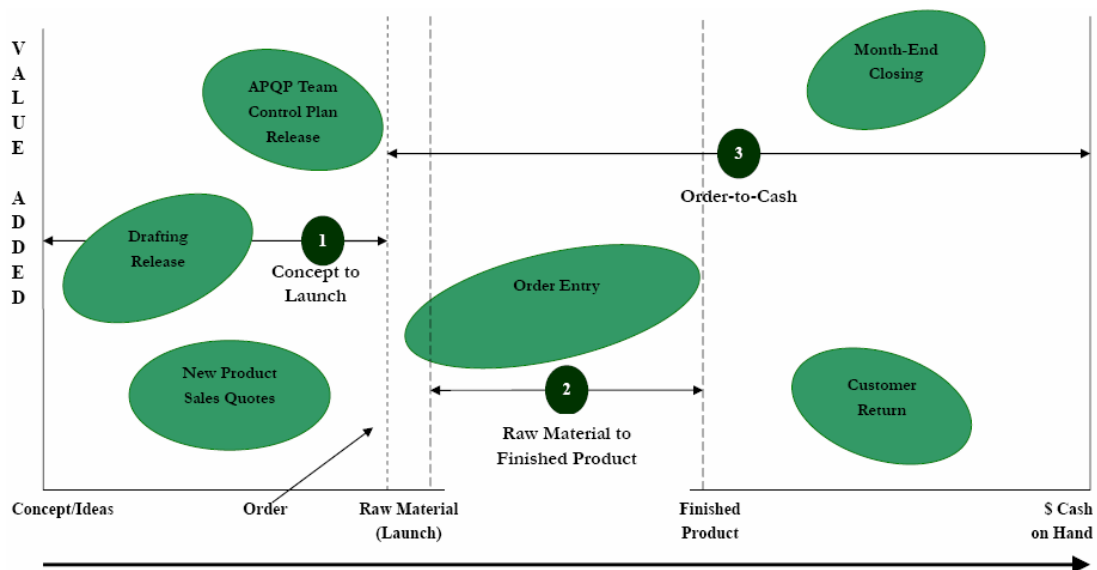 VALUE ADDED
APQP Team
Control Plan
Release
Month-End
Closing
3
Order-to-Cash
Drafting
Release
1
Concept to
Launch
Order Entry
New Product
Sales Quotes
2
Raw Material to
Finished Product
Customer
Return
Concept/Ideas
Order
Raw Material
(Launch)
Finished
Product
$ Cash
on Hand